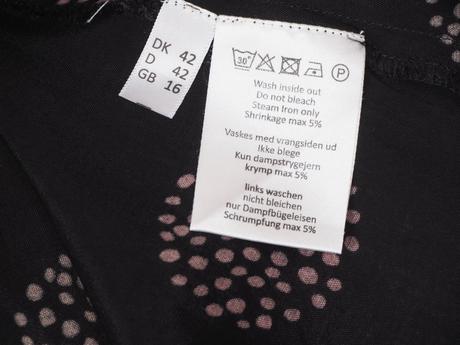 DK 42
D 42
GB 16
30°
P
Wash inside out
Do not bleach
Steam Iron only
Shrinkage max 5%
Vaskes med vrangsiden ud
Ikke blege
Kun dampstrygejern
krymp max 5%
links waschen
nicht bleichen
nur Dampfbügeleisen
Schrumpfung max 5%